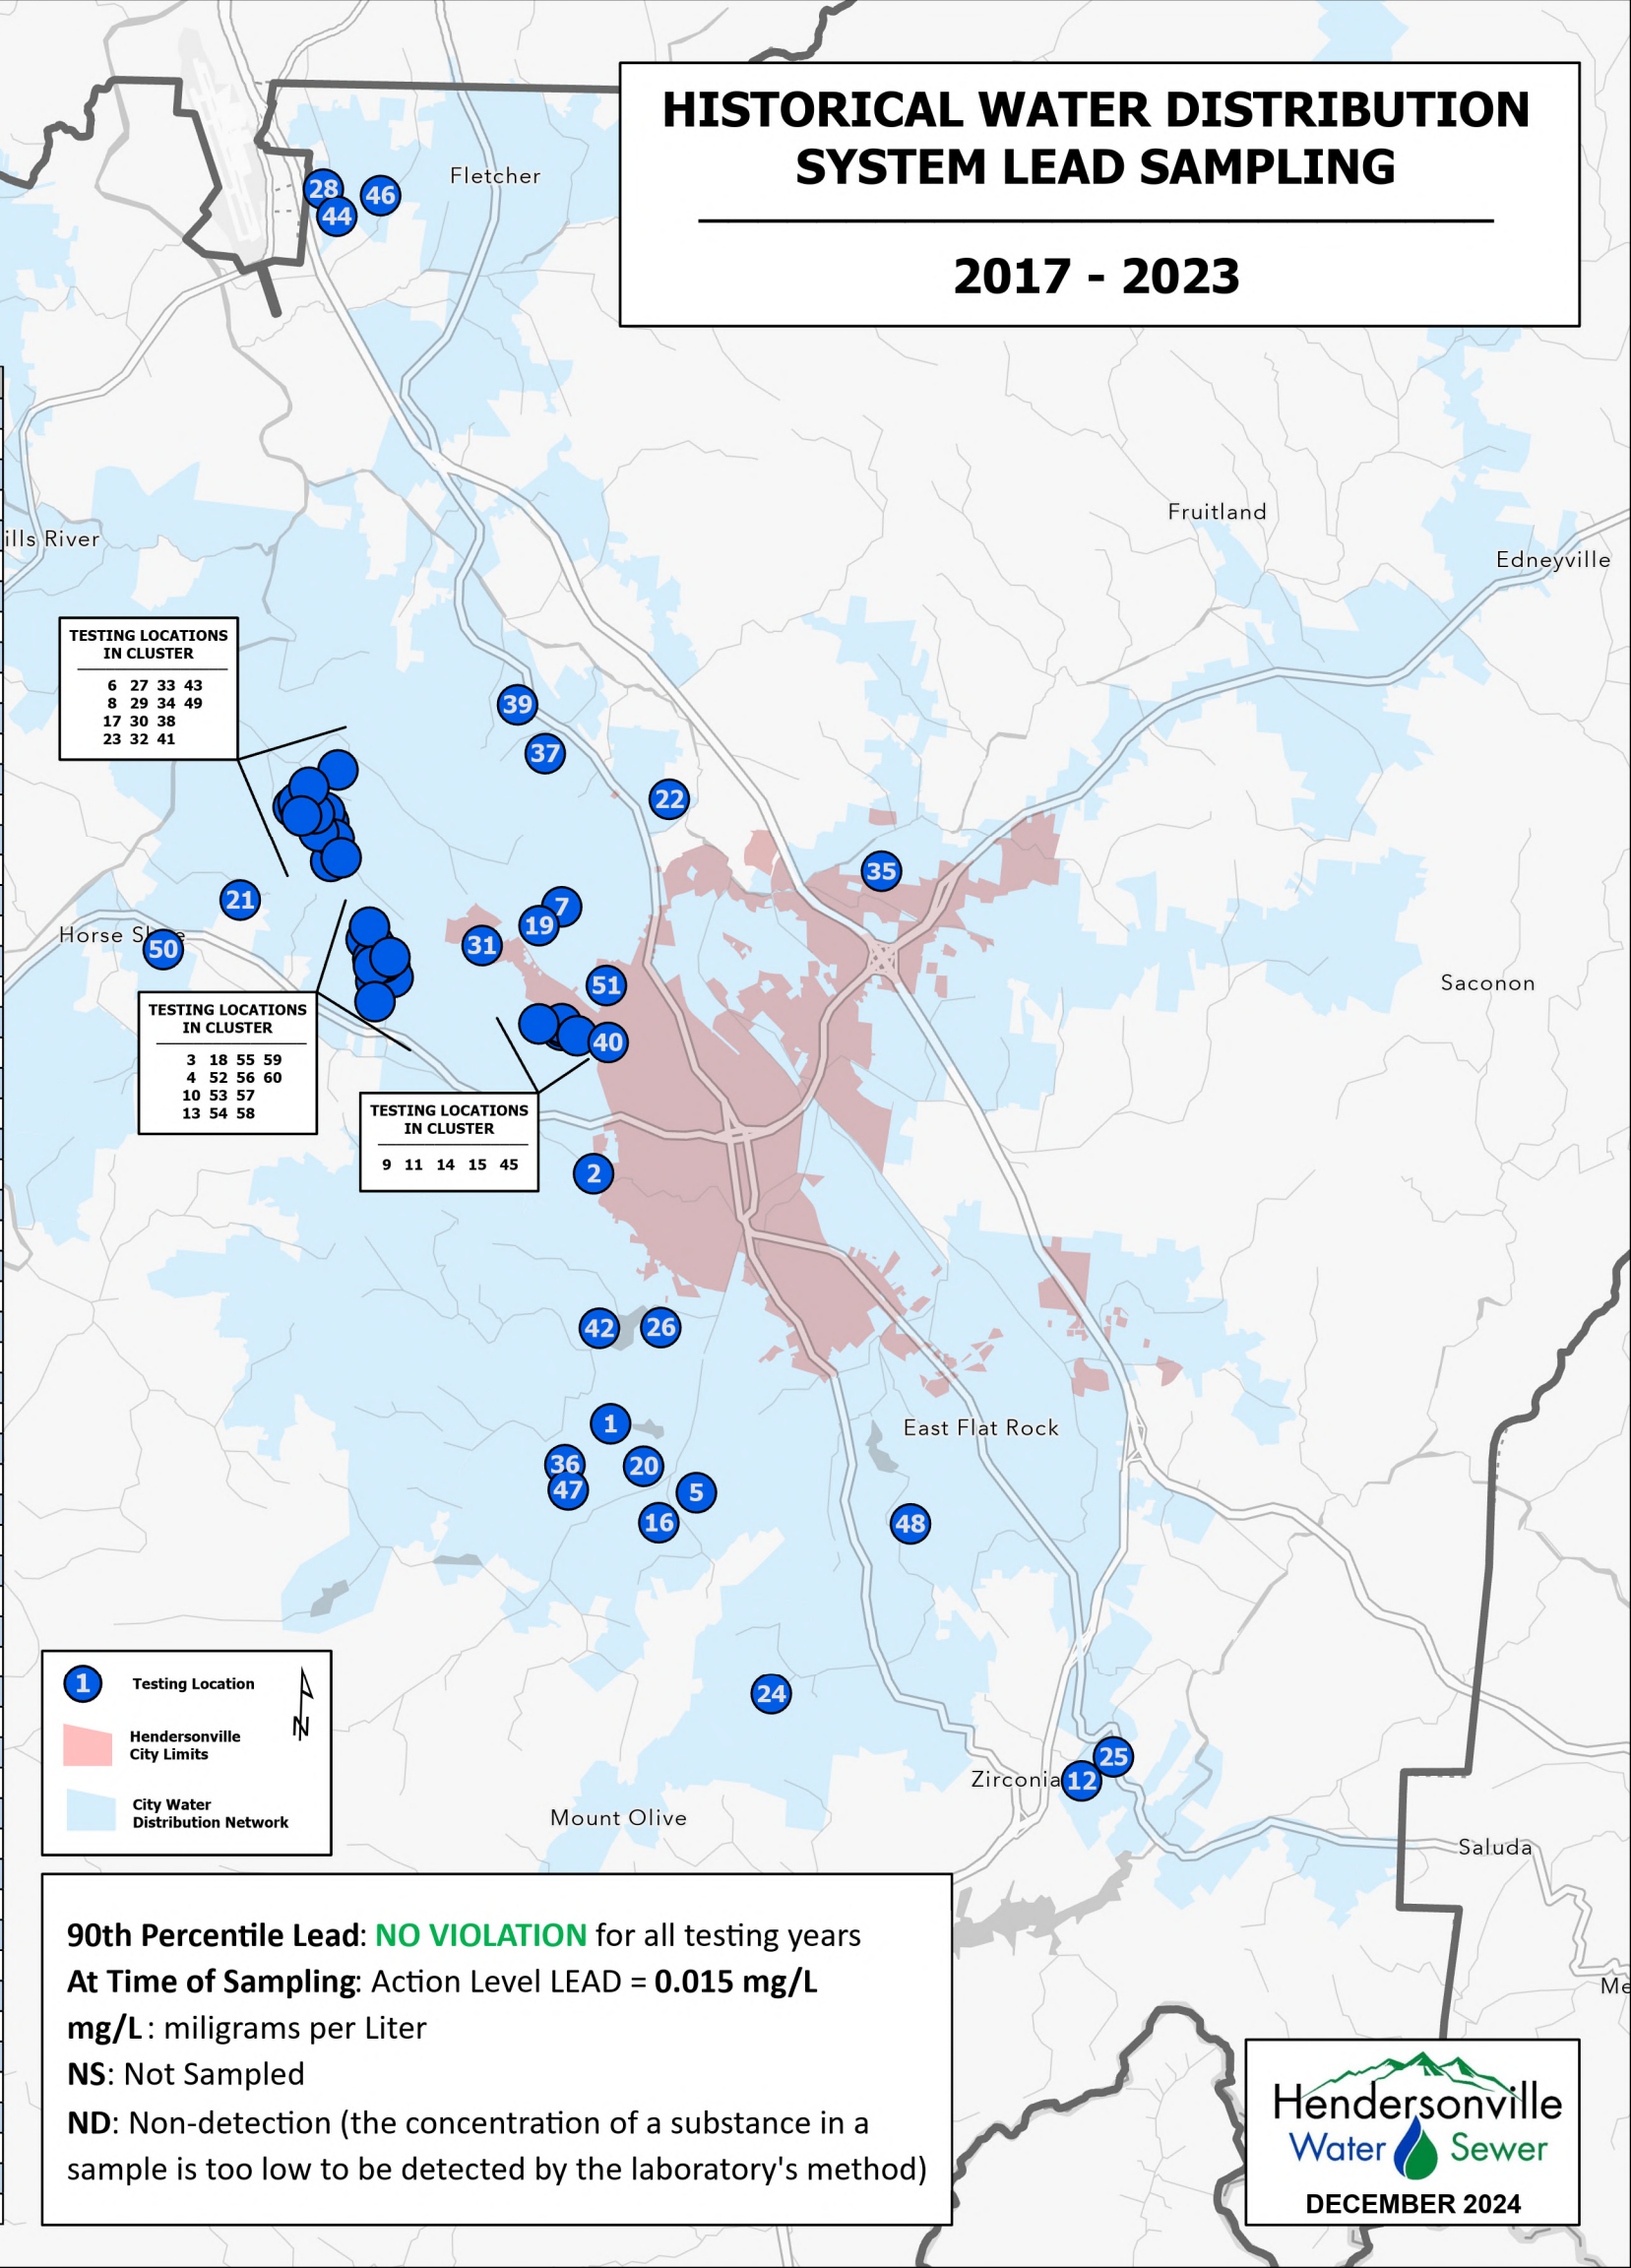 HISTORICAL WATER DISTRIBUTION
SYSTEM LEAD SAMPLING
2017 - 2023
Fletcher
28
46
44
Fruitland
Edneyville
ills River
TESTING LOCATIONS
IN CLUSTER
6 27 33 43
8 29 34 49
17 30 38
23 32 41
39
37
22
35
21
7
19
31
Horse Sh e
50
51
Saconon
40
TESTING LOCATIONS
IN CLUSTER
3 18 55 59
4 52 56 60
10 53 57
13 54 58
TESTING LOCATIONS
IN CLUSTER
9 11 14 15 45
2
42
26
1
East Flat Rock
36
20
47
5
16
48
24
25
Zirconia
12
Mount Olive
Saluda
Me
1 Testing Location
N
Hendersonville
City Limits
City Water
Distribution Network
90th Percentile Lead: NO VIOLATION for all testing years
At Time of Sampling: Action Level LEAD = 0.015 mg/L
mg/L : miligrams per Liter
NS: Not Sampled
ND: Non-detection (the concentration of a substance in a
sample is too low to be detected by the laboratory's method)
Hendersonville
Water Sewer
DECEMBER 2024